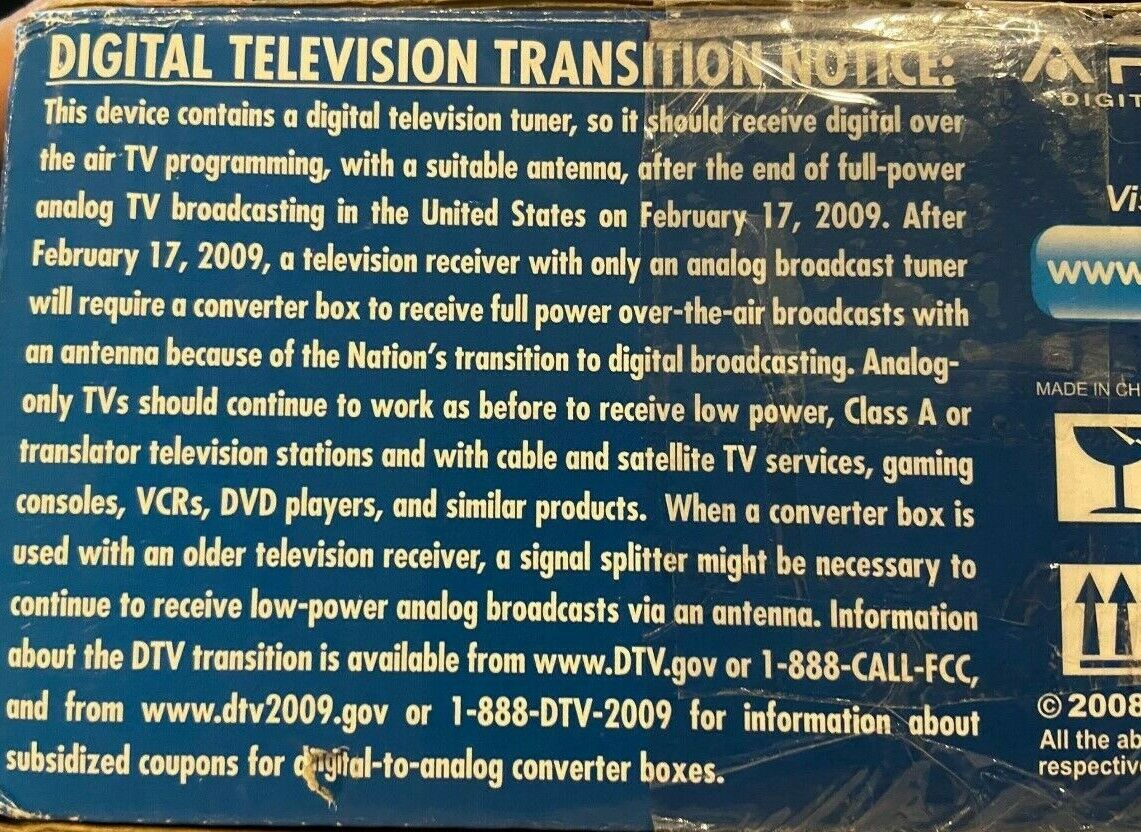 DIGITAL TELEVISION TRANSITION NOTICE:
This device contains a digital television tuner, so it should receive digital over
the air TV programming, with a suitable antenna, after the end of full-power
analog TV broadcasting in the United States on February 17, 2009. After
February 17, 2009, a television receiver with only an analog broadcast tuner
will require a converter box to receive full power over-the-air broadcasts with
an antenna because of the Nation's transition to digital broadcasting. Analog-
only TVs should continue to work as before to receive low power, Class A or
translator television stations and with cable and satellite TV services, gaming
consoles, VCRs, DVD players, and similar products. When a converter box is
used with an older television receiver, a signal splitter might be necessary to
continue to receive low-power analog broadcasts via an antenna. Information
about the DTV transition is available from www.DTV.gov or 1-888-CALL-FCC,
and from www.dtv2009.gov or 1-888-DTV-2009 for information about
subsidized coupons for digital-to-analog converter boxes.
DIGIT
Vi
www.
MADE IN CH
© 2008
All the ab
respectiv